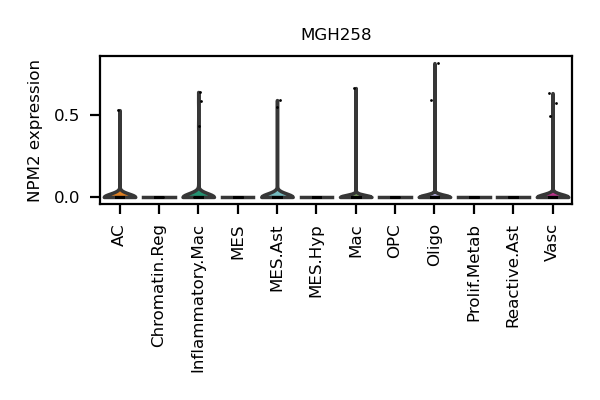 MGH258
NPM2 expression
0.5
0.0
AC
Chromatin.Reg
Inflammatory.Mac
MES
MES.Ast
MES.Hyp
Mac
OPC
Oligo
Prolif.Metab
Reactive.Ast
Vasc